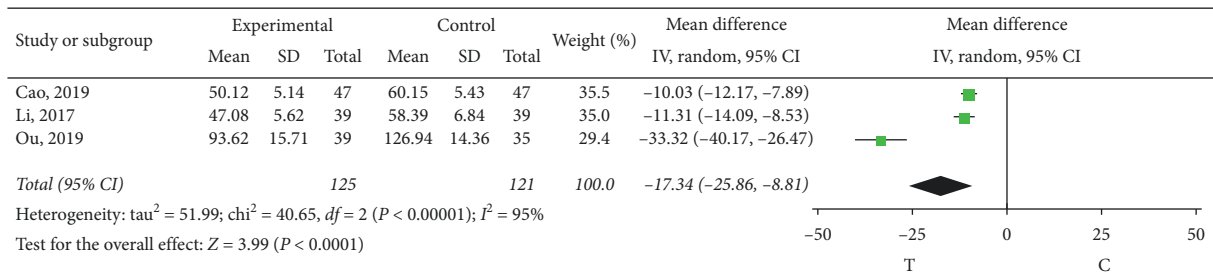 Study or subgroup Experimental Control Weight (%) Mean difference Mean difference
Mean SD Total Mean SD Total IV, random, 95% CI IV, random, 95% CI
Cao, 2019 50.12 5.14 47 60.15 5.43 47 35.5 –10.03 (–12.17, –7.89)
Li, 2017 47.08 5.62 39 58.39 6.84 39 35.0 –11.31 (–14.09, –8.53)
Ou, 2019 93.62 15.71 39 126.94 14.36 35 29.4 –33.32 (–40.17, –26.47)
Total (95% CI) 125 121 100.0 –17.34 (–25.86, –8.81)
Heterogeneity: tau² = 51.99; chi² = 40.65, df = 2 (P < 0.00001); I² = 95%
Test for the overall effect: Z = 3.99 (P < 0.0001)
–50 –25 0 25 50
T C